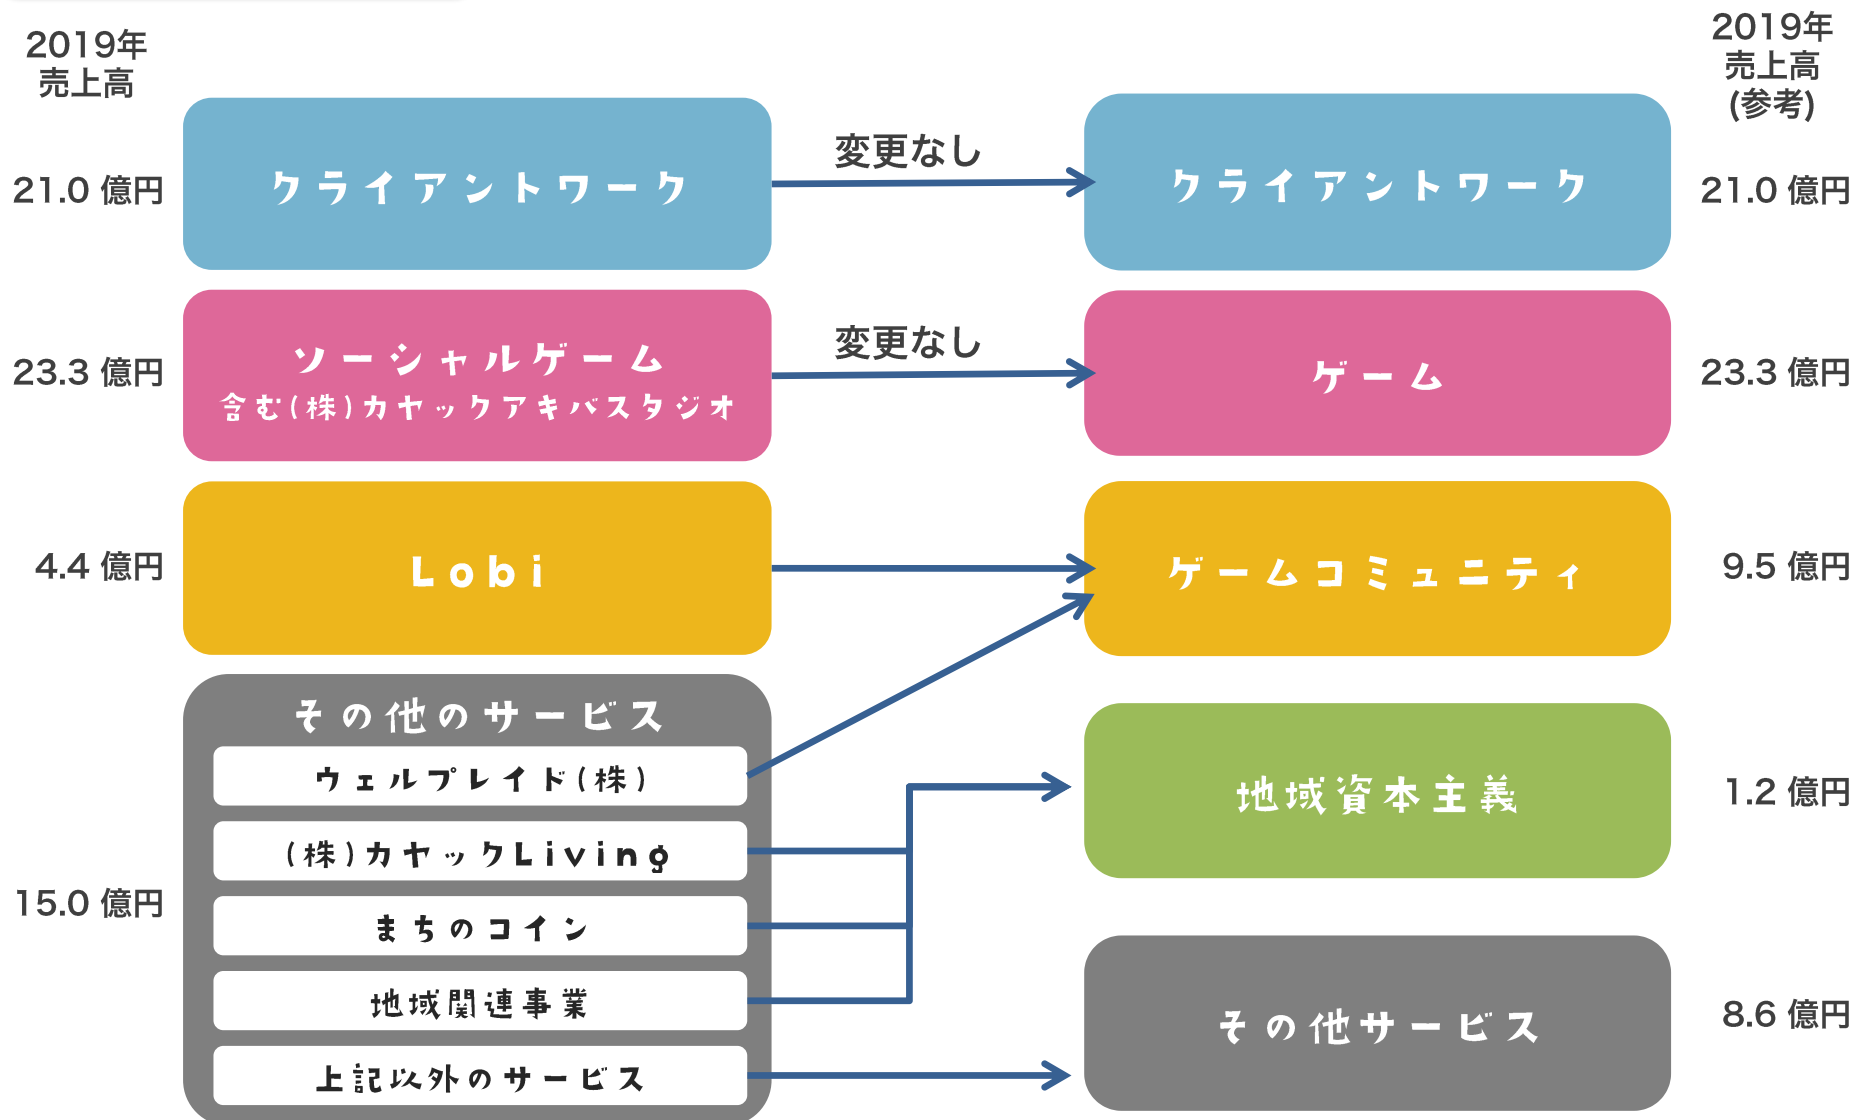 2019年
売上高
2019年
売上高
(参考)
21.0 億円
クライアントワーク
変更なし
クライアントワーク
21.0 億円
23.3 億円
ソーシャルゲーム
含む(株)カヤックアキバスタジオ
変更なし
ゲーム
23.3 億円
4.4 億円
Lobi
ゲームコミュニティ
9.5 億円
15.0 億円
その他のサービス
ウェルプレイド(株)
(株)カヤックLiving
まちのコイン
地域関連事業
上記以外のサービス
地域資本主義
1.2 億円
その他サービス
8.6 億円